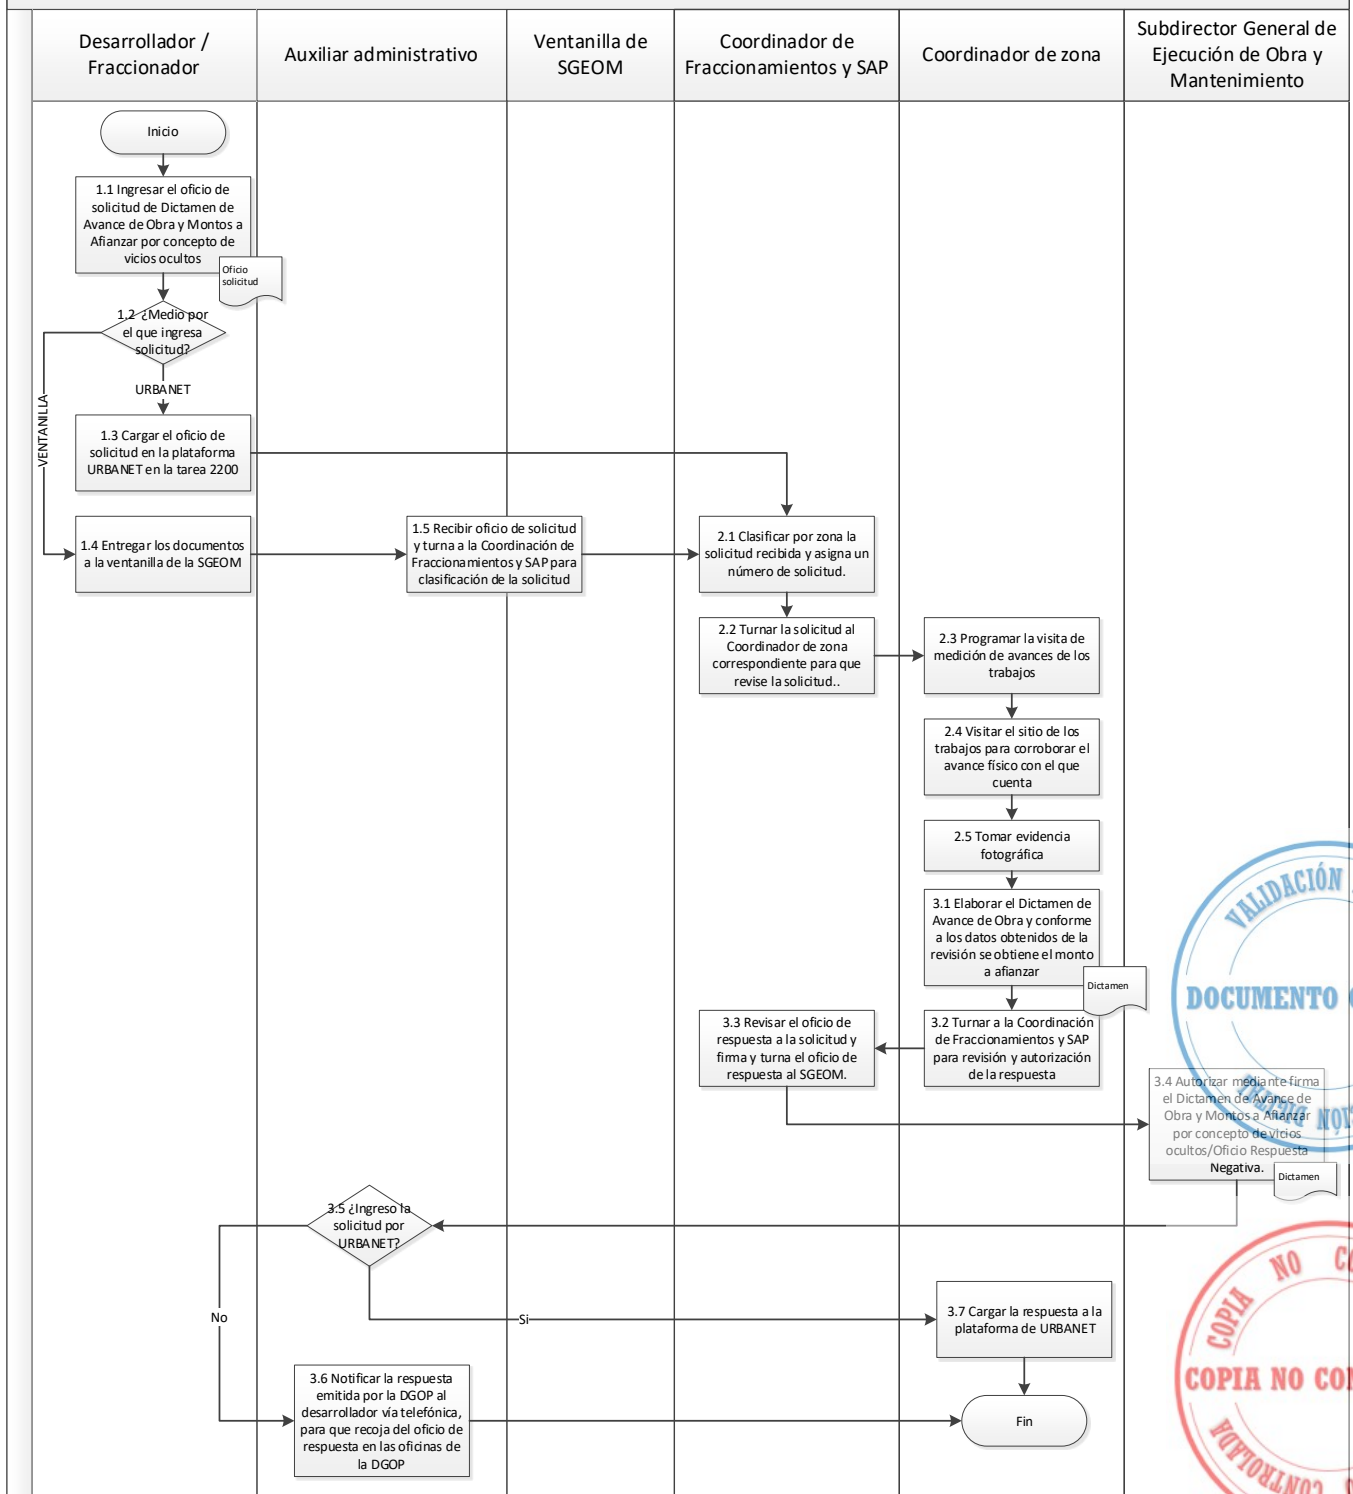 Desarrollador /
Fraccionador
Auxiliar administrativo
Ventanilla de
SGEOM
Coordinador de
Fraccionamientos y SAP
Coordinador de zona
Subdirector General de
Ejecución de Obra y
Mantenimiento
Inicio
1.1 Ingresar el oficio de
solicitud de Dictamen de
Avance de Obra y Montos a
Afianzar por concepto de
vicios ocultos
Oficio
solicitud
1.2 ¿Medio por
el que ingresa
solicitud?
VENTANILLA
URBANET
1.3 Cargar el oficio de
solicitud en la plataforma
URBANET en la tarea 2200
1.4 Entregar los documentos
a la ventanilla de la SGEOM
1.5 Recibir oficio de solicitud
y turna a la Coordinación de
Fraccionamientos y SAP para
clasificación de la solicitud
2.1 Clasificar por zona la
solicitud recibida y asigna un
número de solicitud.
2.2 Turnar la solicitud al
Coordinador de zona
correspondiente para que
revise la solicitud..
2.3 Programar la visita de
medición de avances de los
trabajos
2.4 Visitar el sitio de los
trabajos para corroborar el
avance físico con el que
cuenta
2.5 Tomar evidencia
fotográfica
3.1 Elaborar el Dictamen de
Avance de Obra y conforme
a los datos obtenidos de la
revisión se obtiene el monto
a afianzar
Dictamen
3.2 Turnar a la Coordinación
de Fraccionamientos y SAP
para revisión y autorización
de la respuesta
3.3 Revisar el oficio de
respuesta a la solicitud y
firma y turna el oficio de
respuesta al SGEOM.
3.4 Autorizar mediante firma
el Dictamen de Avance de
Obra y Montos a Afianzar
por concepto de vicios
ocultos/Oficio Respuesta
Negativa.
Dictamen
3.5 ¿Ingreso la
solicitud por
URBANET?
No
Si
3.7 Cargar la respuesta a la
plataforma de URBANET
3.6 Notificar la respuesta
emitida por la DGOP al
desarrollador vía telefónica,
para que recoja del oficio de
respuesta en las oficinas de
la DGOP
Fin
VALIDACIÓN
DOCUMENTO
DIGITAL
COPIA NO
COPIA NO CON
CONTROLADA